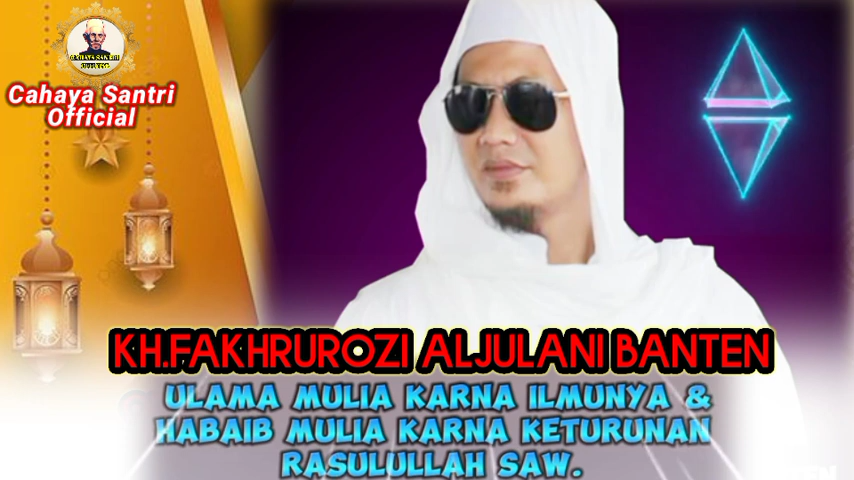 Cahaya Santri
Official
KH.FAKHRUROZI ALJULANI BANTEN
ULAMA MULIA KARNA ILMUNYA &
HABAIB MULIA KARNA KETURUNAN
RASULULLAH SAW.